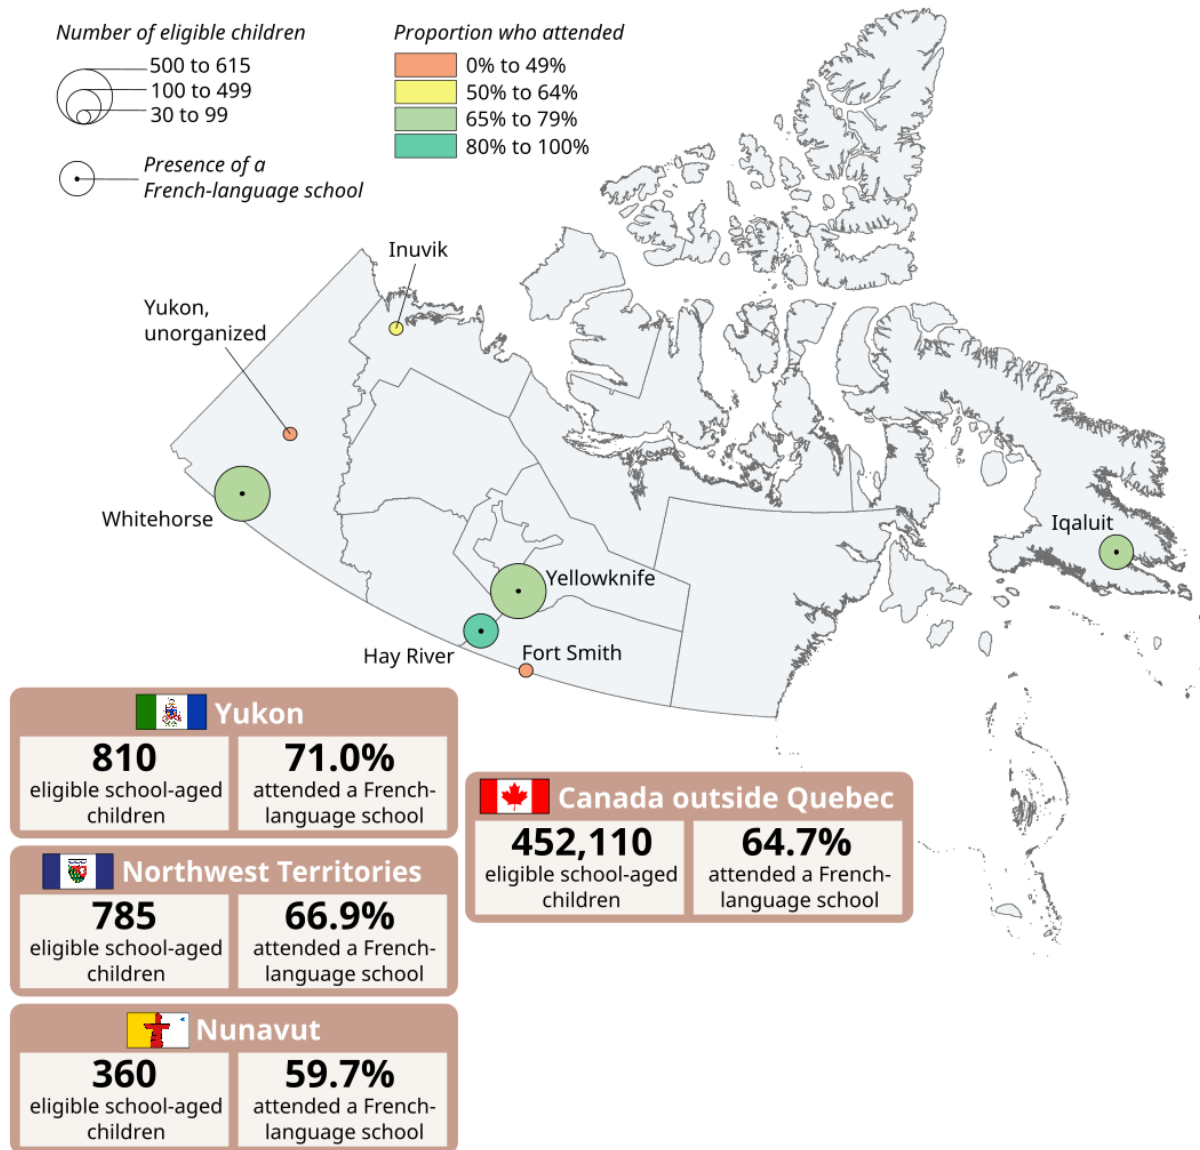 Number of eligible children
500 to 615
100 to 499
30 to 99
Presence of a
French-language school
Proportion who attended
0% to 49%
50% to 64%
65% to 79%
80% to 100%
Inuvik
Yukon,
unorganized
Whitehorse
Iqaluit
Yellowknife
Hay River
Fort Smith
Yukon
810
eligible school-aged
children
71.0%
attended a French-
language school
Canada outside Quebec
452,110
eligible school-aged
children
64.7%
attended a French-
language school
Northwest Territories
785
eligible school-aged
children
66.9%
attended a French-
language school
Nunavut
360
eligible school-aged
children
59.7%
attended a French-
language school